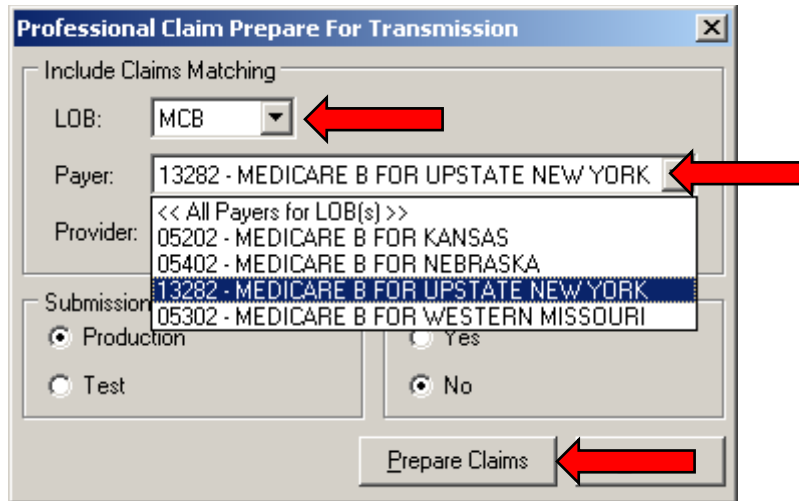 Professional Claim Prepare For Transmission
Include Claims Matching
LOB: MCB
Payer: 13282 - MEDICARE B FOR UPSTATE NEW YORK
<< All Payers for LOB(s) >>
Provider: 05202 - MEDICARE B FOR KANSAS
05402 - MEDICARE B FOR NEBRASKA
13282 - MEDICARE B FOR UPSTATE NEW YORK
Submission 05302 - MEDICARE B FOR WESTERN MISSOURI
Production Yes
Test No
Prepare Claims